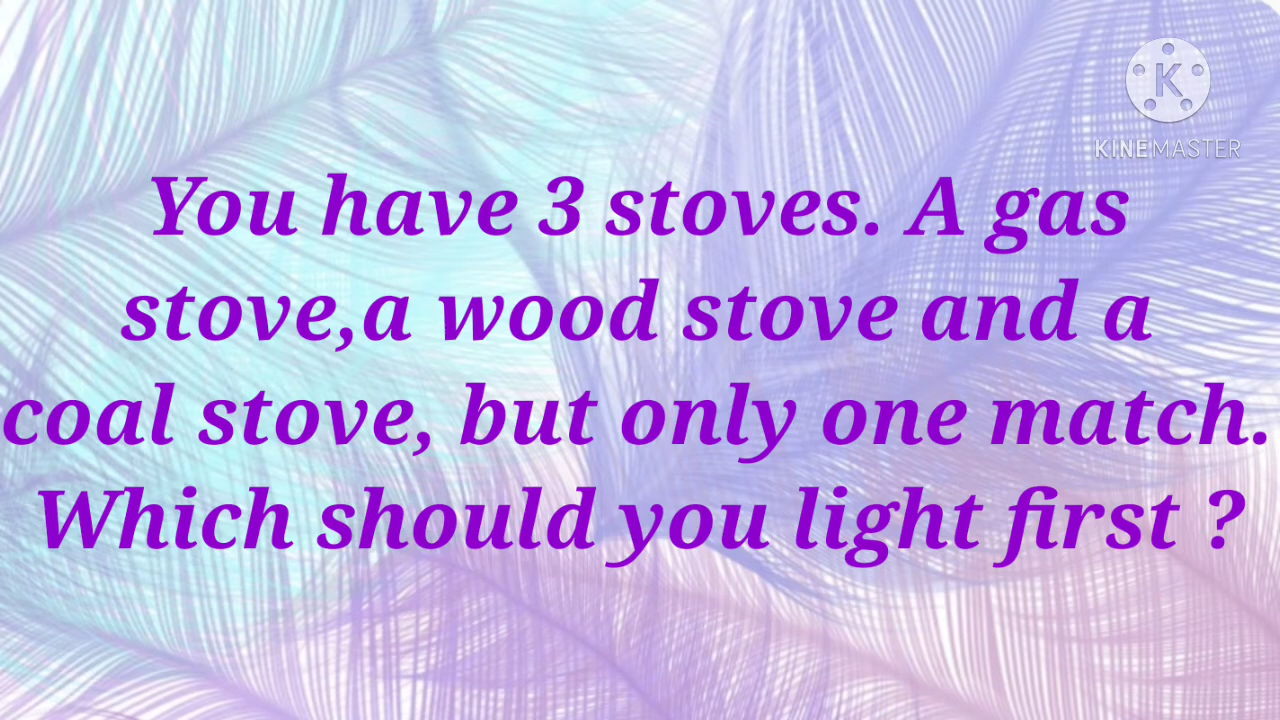 KINEMASTER
You have 3 stoves. A gas
stove,a wood stove and a
coal stove, but only one match.
Which should you light first ?